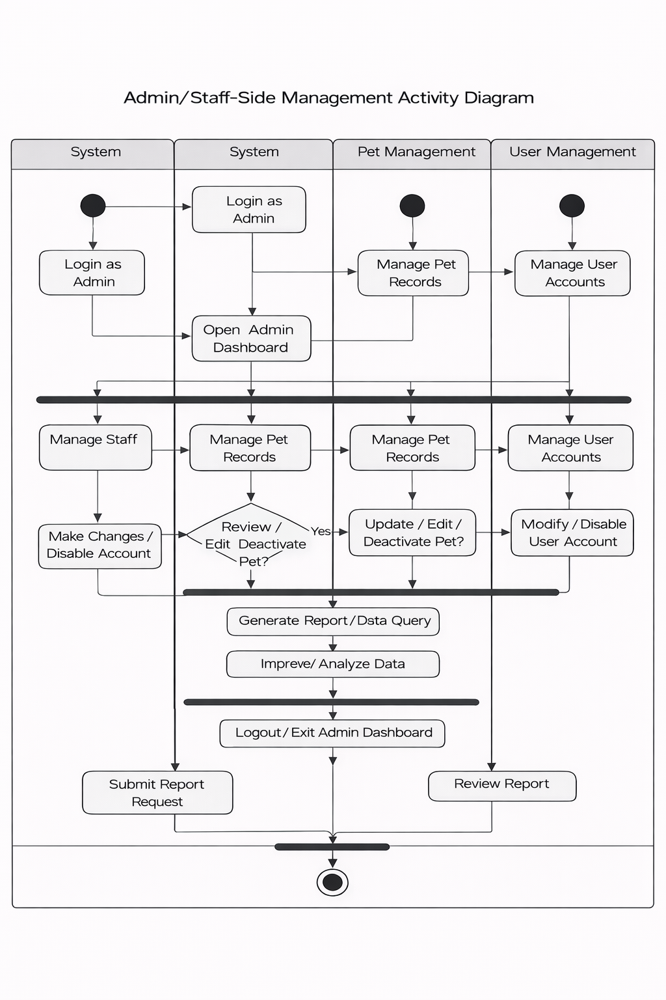 Admin/Staff-Side Management Activity Diagram
System
System
Pet Management
User Management
Login as
Admin
Login as
Admin
Manage Pet
Records
Manage User
Accounts
Open Admin
Dashboard
Manage Staff
Manage Pet
Records
Manage Pet
Records
Manage User
Accounts
Make Changes /
Disable Account
Review /
Edit Deactivate
Pet?
Yes
Update / Edit /
Deactivate Pet?
Modify / Disable
User Account
Generate Report/Dsta Query
Impreve/ Analyze Data
Logout/Exit Admin Dashboard
Submit Report
Request
Review Report